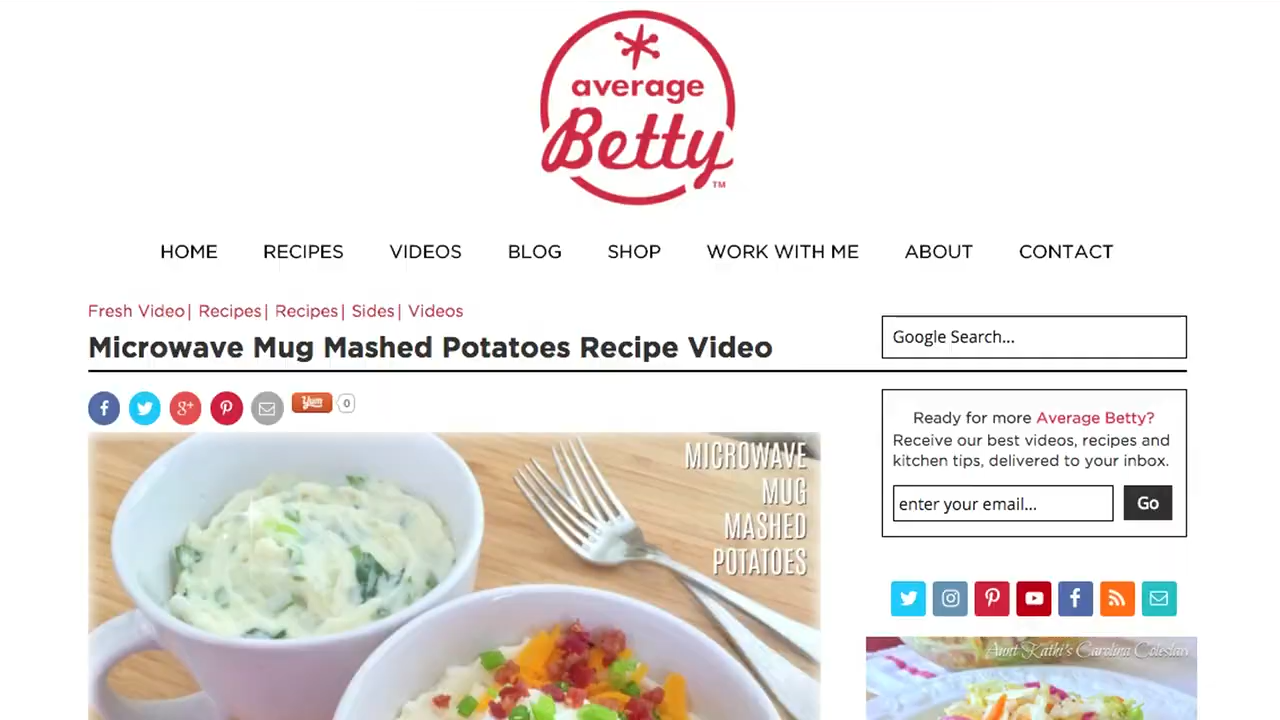 average
Betty
TM
HOME RECIPES VIDEOS BLOG SHOP WORK WITH ME ABOUT CONTACT
Fresh Video| Recipes| Recipes| Sides| Videos
Microwave Mug Mashed Potatoes Recipe Video
Yum 0
MICROWAVE
MUG
MASHED
POTATOES
Google Search...
Ready for more Average Betty?
Receive our best videos, recipes and
kitchen tips, delivered to your inbox.
enter your email... Go
Aunt Kathi's Carolina Coleslaw